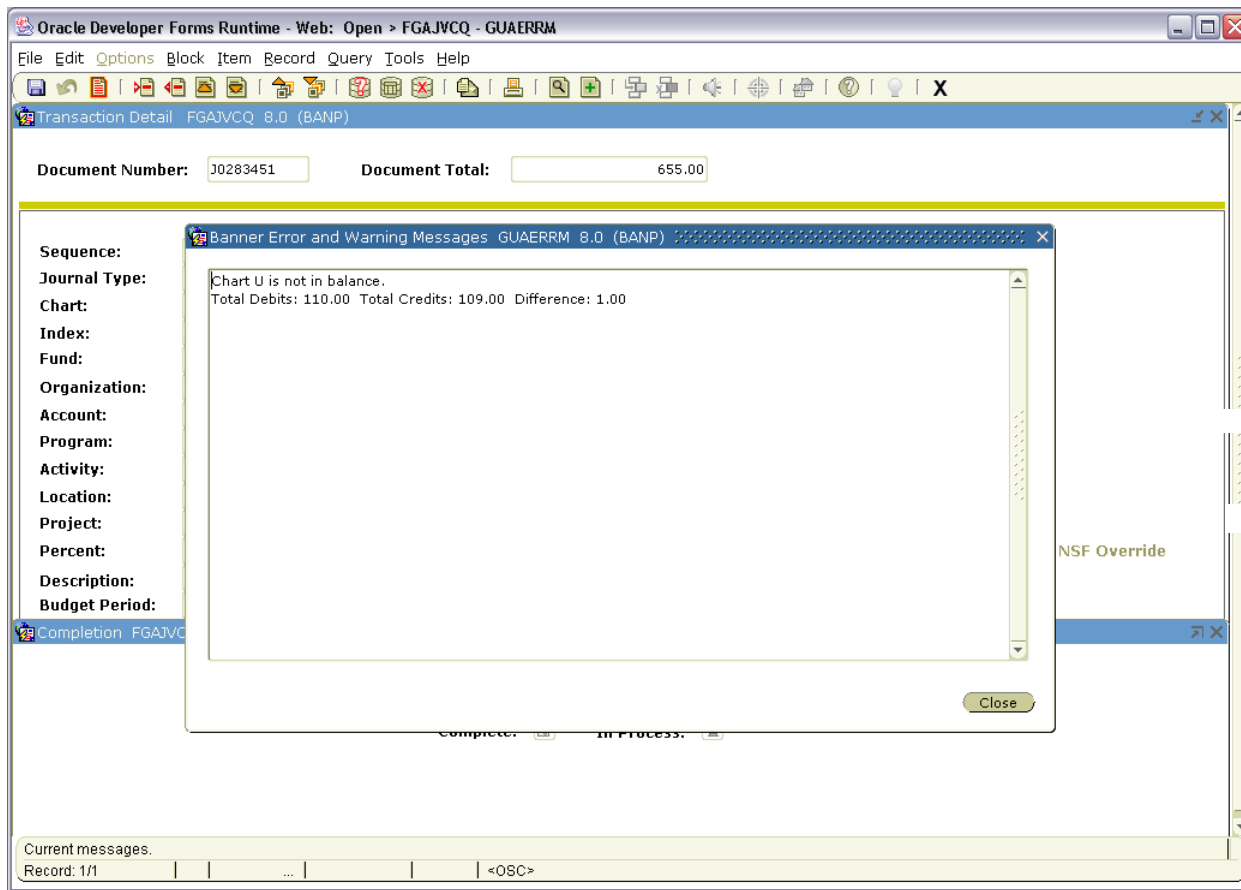 Oracle Developer Forms Runtime - Web: Open > FGAJVCQ - GUAERRM
File Edit Options Block Item Record Query Tools Help
X
Transaction Detail FGAJVCQ 8.0 (BANP)
Document Number: J0283451 Document Total: 655.00
Banner Error and Warning Messages GUAERRM 8.0 (BANP)
Sequence:
Journal Type:
Chart:
Index:
Fund:
Organization:
Account:
Program:
Activity:
Location:
Project:
Percent:
Description:
Budget Period:
Chart U is not in balance.
Total Debits: 110.00 Total Credits: 109.00 Difference: 1.00
NSF Override
Completion FGAJVC
Close
Complete: In Process:
Current messages.
Record: 1/1 ... <OSC>